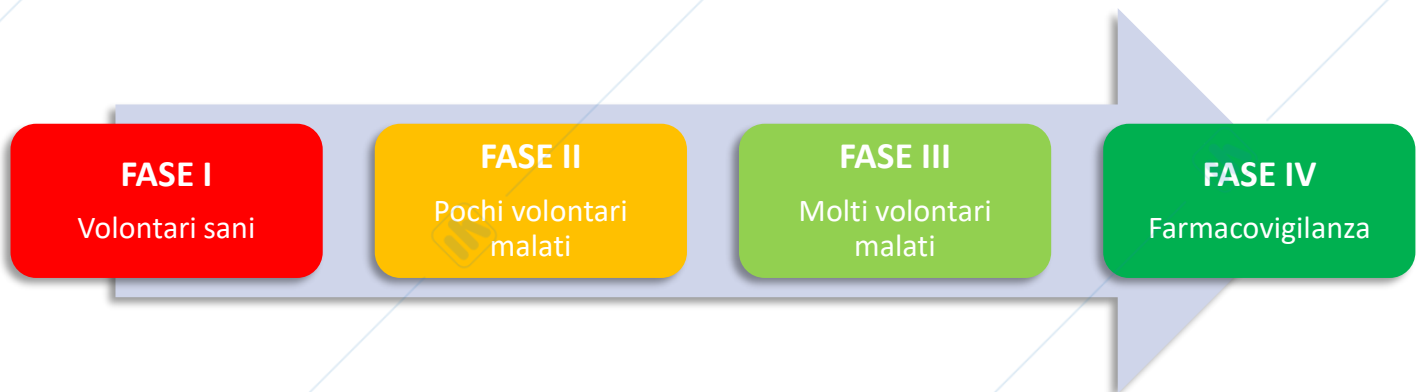 FASE I
Volontari sani
FASE II
Pochi volontari
malati
FASE III
Molti volontari
malati
FASE IV
Farmacovigilanza